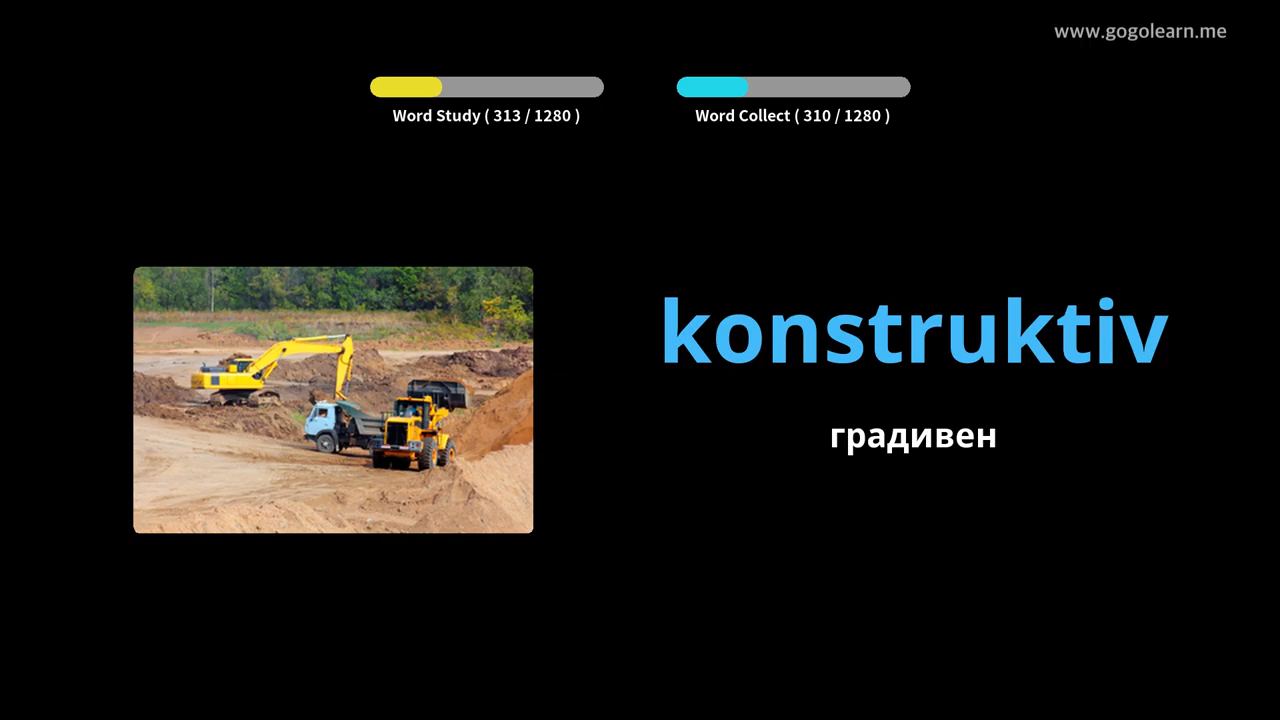 www.gogolearn.me
Word Study ( 313 / 1280 )
Word Collect ( 310 / 1280 )
konstruktiv
градивен